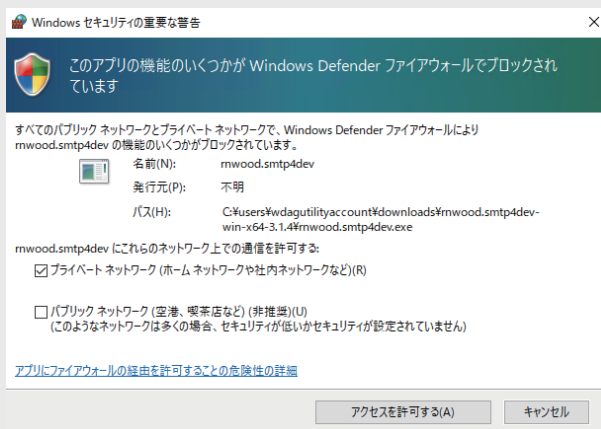 Windows セキュリティの重要な警告
このアプリの機能のいくつかが Windows Defender ファイアウォールでブロックされ
ています
すべてのパブリック ネットワークとプライベート ネットワークで、Windows Defender ファイアウォールにより
rnwood.smtp4dev の機能のいくつかがブロックされています。
名前(N): rnwood.smtp4dev
発行元(P): 不明
パス(H): C:¥users¥wdagutilityaccount¥downloads¥rnwood.smtp4dev-
win-x64-3.1.4¥rnwood.smtp4dev.exe
rnwood.smtp4dev にこれらのネットワーク上での通信を許可する:
プライベート ネットワーク (ホーム ネットワークや社内ネットワークなど)(R)
パブリック ネットワーク (空港、喫茶店など) (非推奨)(U)
(このようなネットワークは多くの場合、セキュリティが低いかセキュリティが設定されていません)
アプリにファイアウォールの経由を許可することの危険性の詳細
アクセスを許可する(A) キャンセル